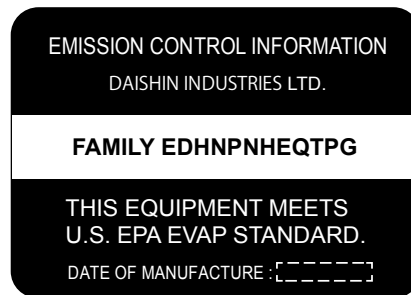 EMISSION CONTROL INFORMATION
DAISHIN INDUSTRIES LTD.
FAMILY EDHNPNHEQTPG
THIS EQUIPMENT MEETS
U.S. EPA EVAP STANDARD.
DATE OF MANUFACTURE :